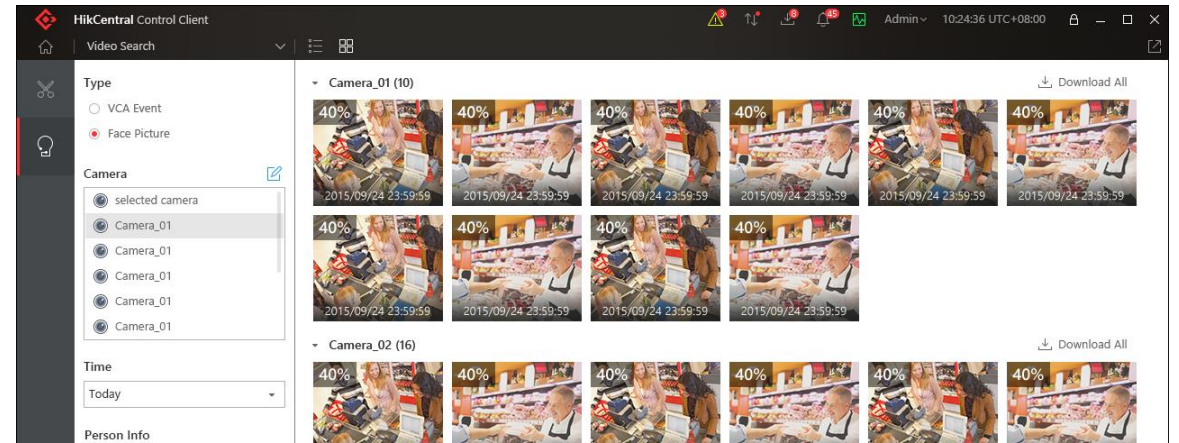 HikCentral Control Client
3
8
45
Admin
10:24:36 UTC+08:00
Video Search
Type
VCA Event
Face Picture
Camera
selected camera
Camera_01
Camera_01
Camera_01
Camera_01
Camera_01
Time
Today
Person Info
Camera_01 (10)
Download All
40% 40% 40% 40% 40% 40%
2015/09/24 23:59:59 2015/09/24 23:59:59 2015/09/24 23:59:59 2015/09/24 23:59:59 2015/09/24 23:59:59 2015/09/24 23:59:59
40% 40% 40% 40%
2015/09/24 23:59:59 2015/09/24 23:59:59 2015/09/24 23:59:59 2015/09/24 23:59:59
Camera_02 (16)
Download All
40% 40% 40% 40% 40% 40%